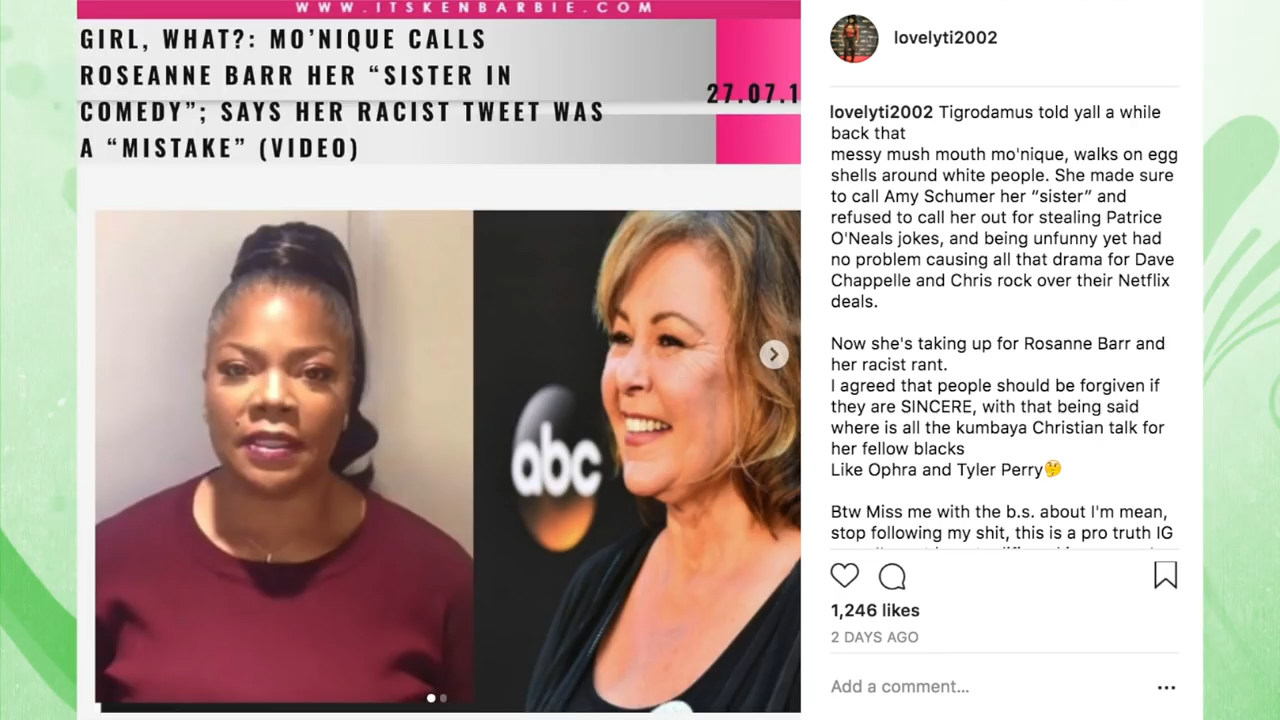 WWW.ITSKENBARBIE.COM
GIRL, WHAT?: MO'NIQUE CALLS
ROSEANNE BARR HER “SISTER IN
COMEDY”; SAYS HER RACIST TWEET WAS
A “MISTAKE” (VIDEO)
27.07.1
abc
lovelyti2002
lovelyti2002 Tigrodamus told yall a while
back that
messy mush mouth mo'nique, walks on egg
shells around white people. She made sure
to call Amy Schumer her “sister” and
refused to call her out for stealing Patrice
O'Neals jokes, and being unfunny yet had
no problem causing all that drama for Dave
Chappelle and Chris rock over their Netflix
deals.
Now she's taking up for Rosanne Barr and
her racist rant.
I agreed that people should be forgiven if
they are SINCERE, with that being said
where is all the kumbaya Christian talk for
her fellow blacks
Like Ophra and Tyler Perry🤔
Btw Miss me with the b.s. about I'm mean,
stop following my shit, this is a pro truth IG
1,246 likes
2 DAYS AGO
Add a comment...